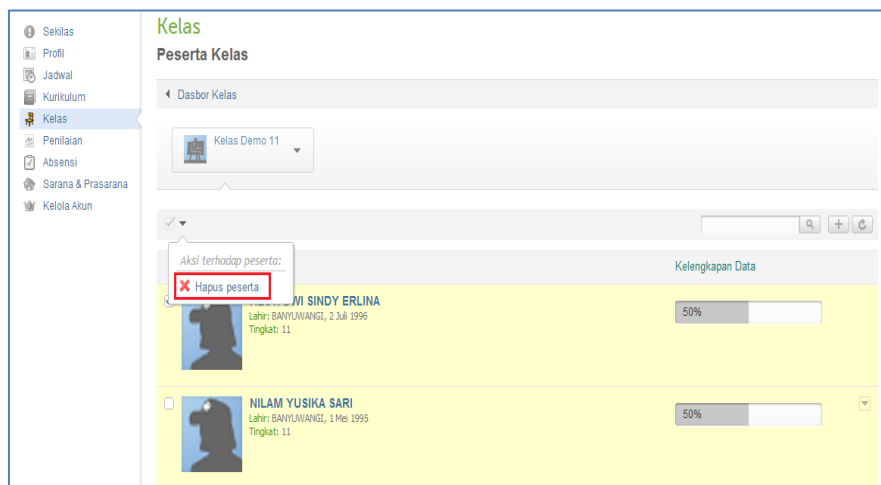 Sekilas
Profil
Jadwal
Kurikulum
Kelas
Penilaian
Absensi
Sarana & Prasarana
Kelola Akun
Kelas
Peserta Kelas
Dasbor Kelas
Kelas Demo 11
Aksi terhadap peserta:
Hapus peserta
Kelengkapan Data
SINDY ERLINA
Lahir: BANYUWANGI, 2 Juli 1996
Tingkat: 11
50%
NILAM YUSIKA SARI
Lahir: BANYUWANGI, 1 Mei 1995
Tingkat: 11
50%